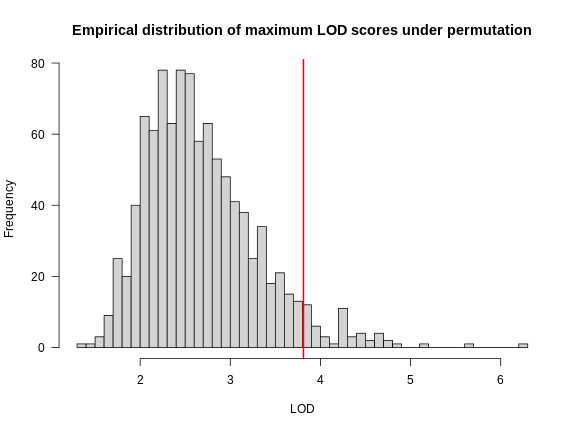 Empirical distribution of maximum LOD scores under permutation
80
60
40
20
0
Frequency
2 3 4 5 6
LOD